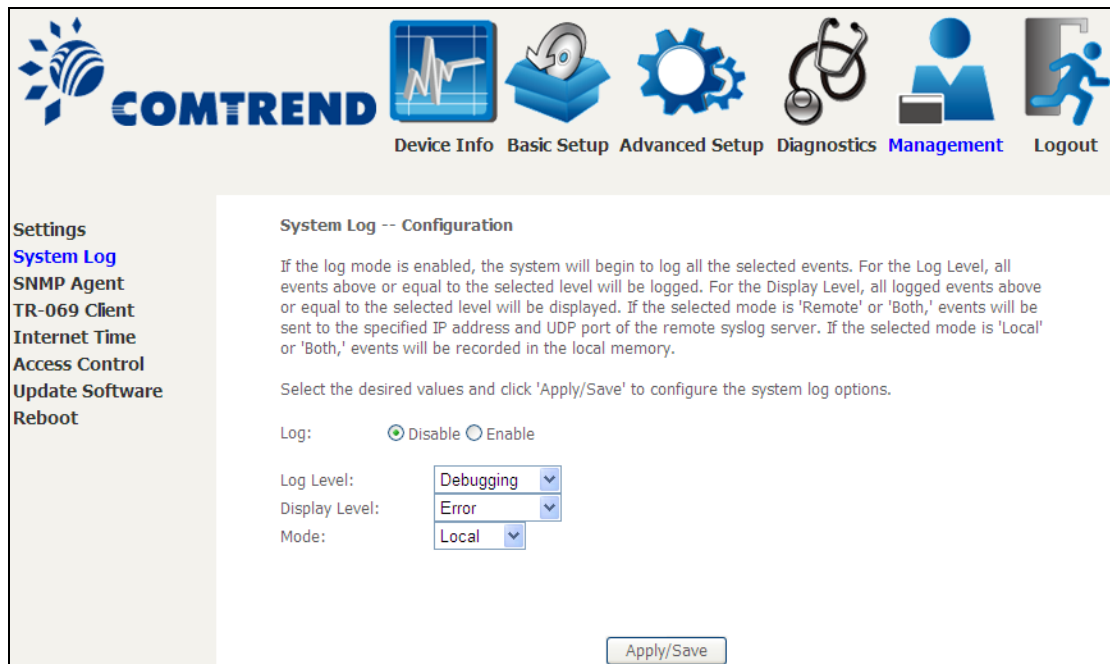 COMTREND
Device Info Basic Setup Advanced Setup Diagnostics Management Logout
Settings
System Log
SNMP Agent
TR-069 Client
Internet Time
Access Control
Update Software
Reboot
System Log -- Configuration
If the log mode is enabled, the system will begin to log all the selected events. For the Log Level, all
events above or equal to the selected level will be logged. For the Display Level, all logged events above
or equal to the selected level will be displayed. If the selected mode is 'Remote' or 'Both,' events will be
sent to the specified IP address and UDP port of the remote syslog server. If the selected mode is 'Local'
or 'Both,' events will be recorded in the local memory.
Select the desired values and click 'Apply/Save' to configure the system log options.
Log: Disable Enable
Log Level: Debugging
Display Level: Error
Mode: Local
Apply/Save